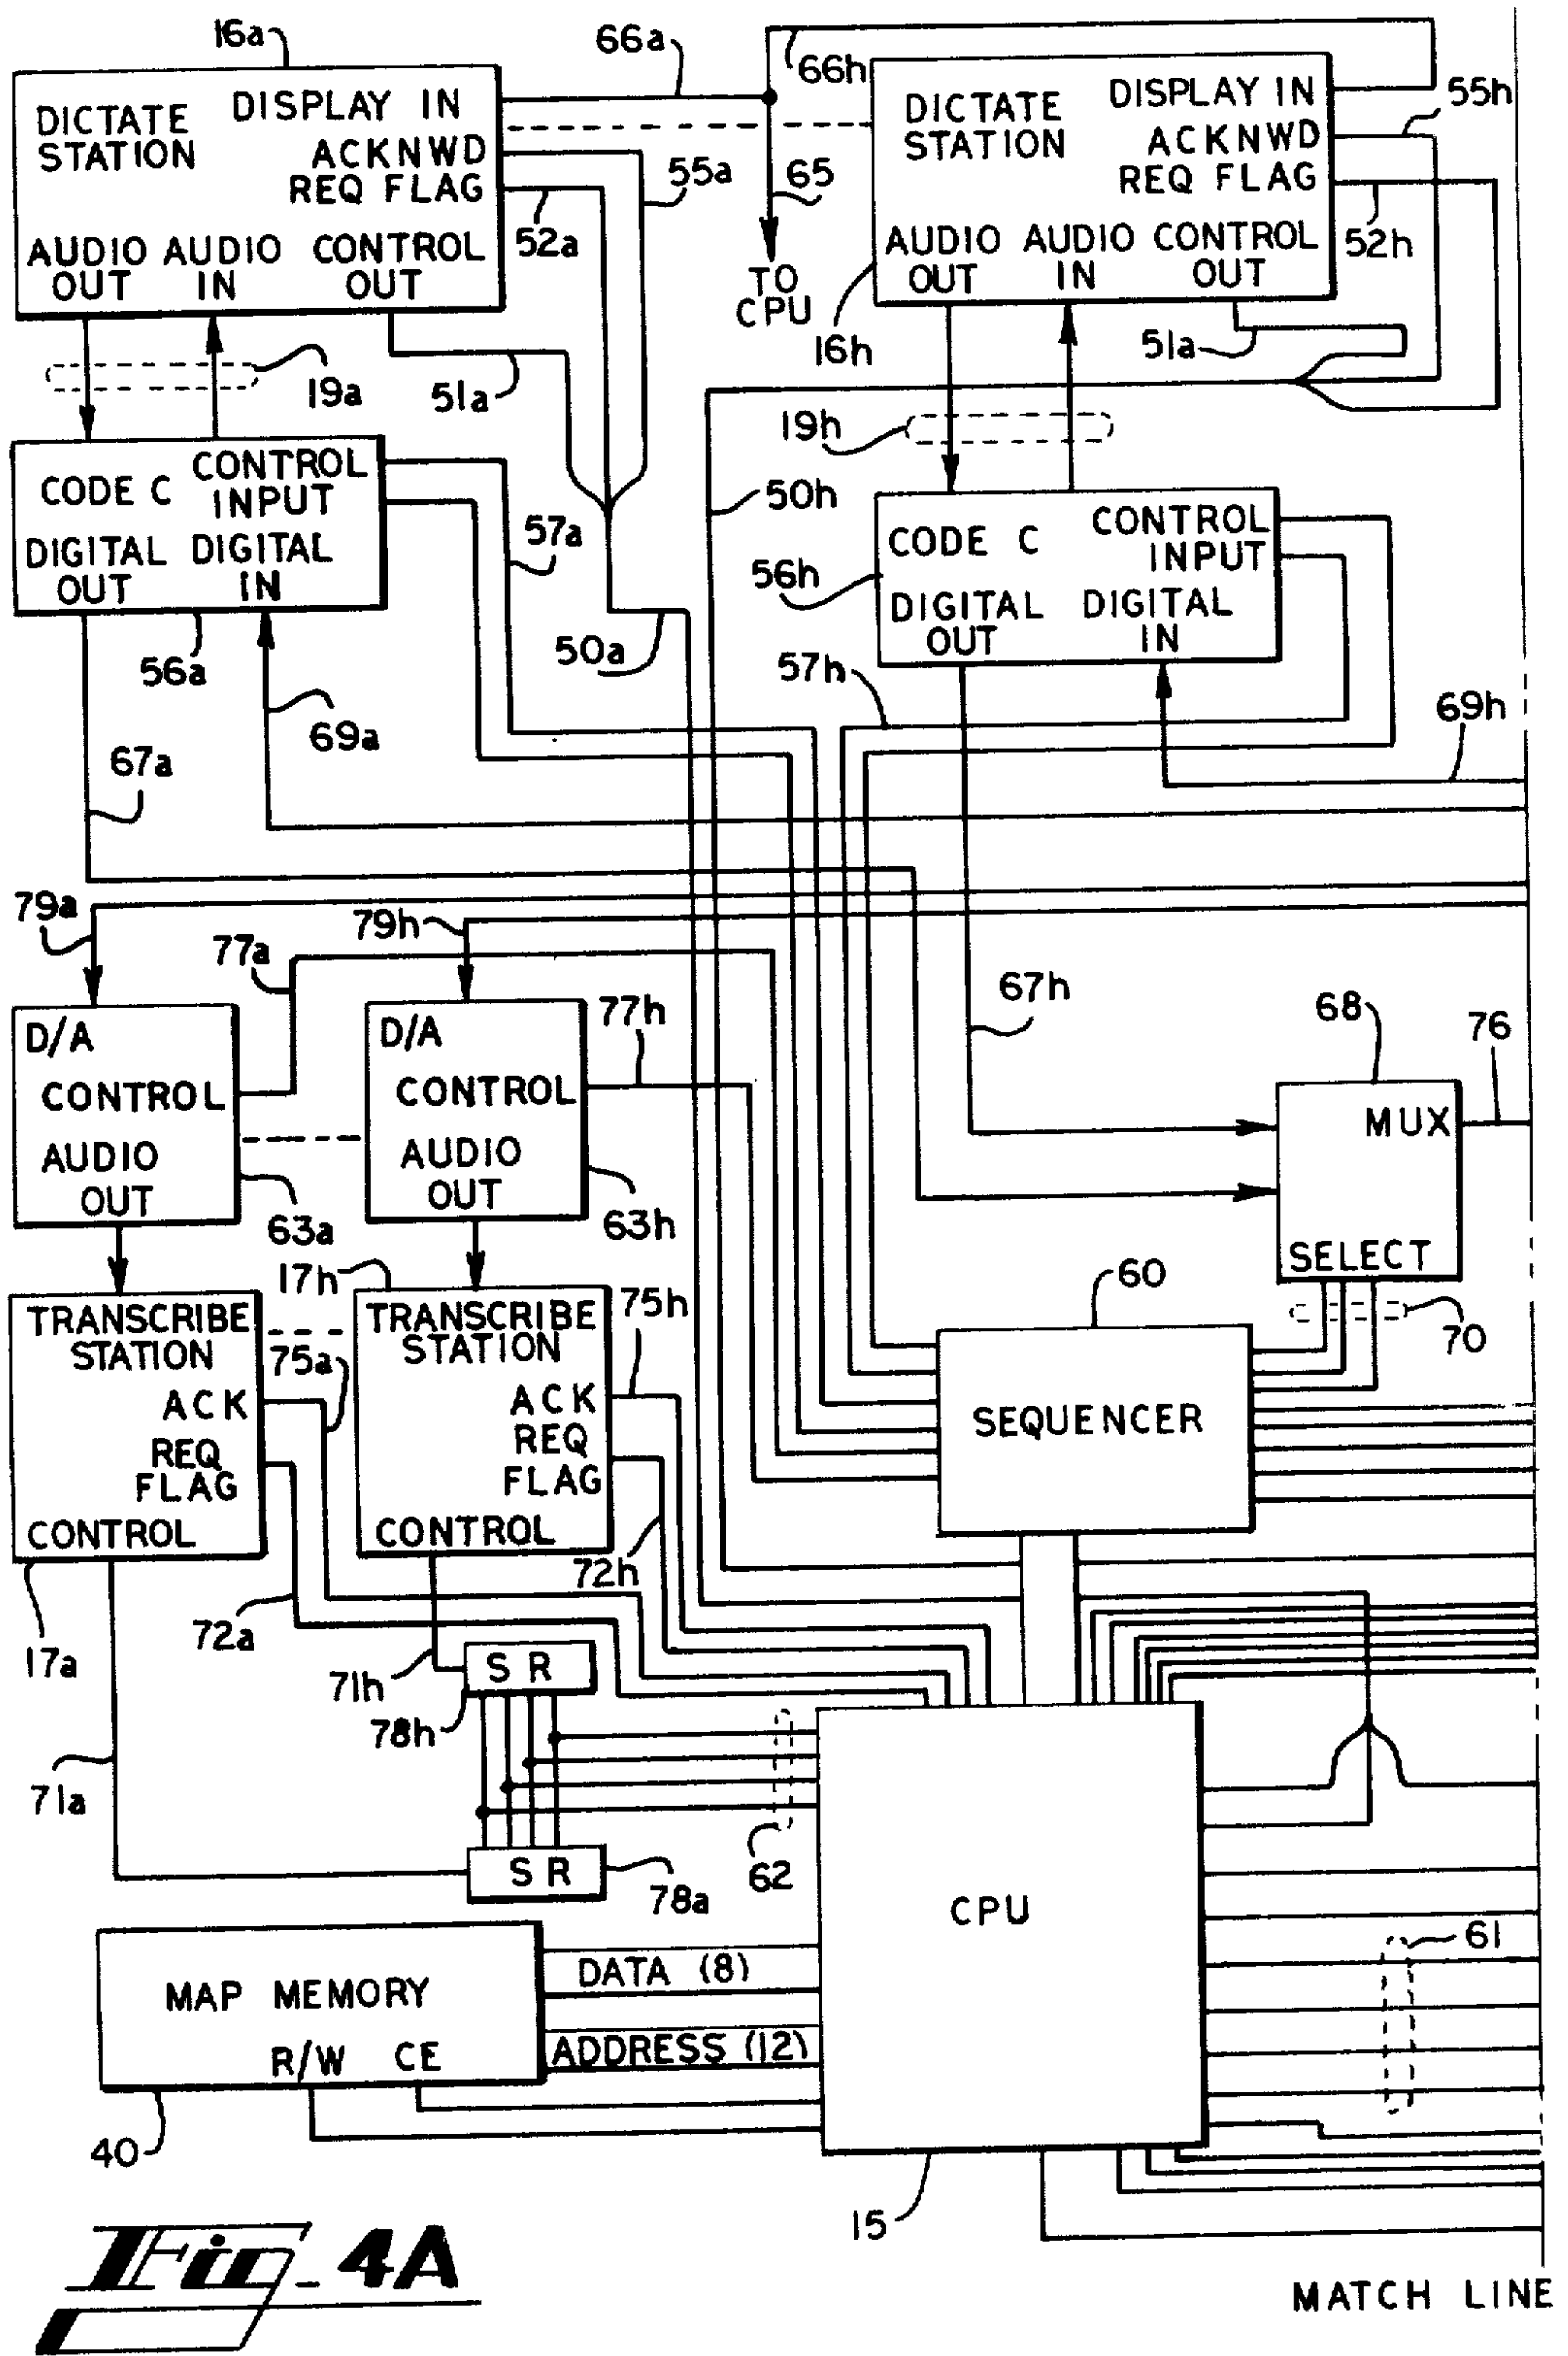 16a
66a
66h
DICTATE STATION
DISPLAY IN
ACKNWD
REQ FLAG
AUDIO OUT
AUDIO IN
CONTROL OUT
55a
52a
65
TO CPU
DICTATE STATION
DISPLAY IN
ACKNWD
REQ FLAG
AUDIO OUT
AUDIO IN
CONTROL OUT
55h
52h
16h
51a
19a
51a
19h
50h
CODE C
CONTROL INPUT
DIGITAL OUT
DIGITAL IN
57a
56a
50a
CODE C
CONTROL INPUT
DIGITAL OUT
DIGITAL IN
56h
57h
69a
69h
67a
79a
77a
79h
77h
67h
68
76
D/A
CONTROL
AUDIO OUT
63a
D/A
CONTROL
AUDIO OUT
63h
MUX
SELECT
70
17h
75h
60
TRANSCRIBE STATION
75a
ACK
REQ FLAG
CONTROL
TRANSCRIBE STATION
ACK
REQ FLAG
CONTROL
SEQUENCER
72h
72a
17a
71h
SR
78h
71a
SR
78a
62
CPU
61
MAP MEMORY
R/W CE
DATA (8)
ADDRESS (12)
40
15
Fig_ 4A
MATCH LINE